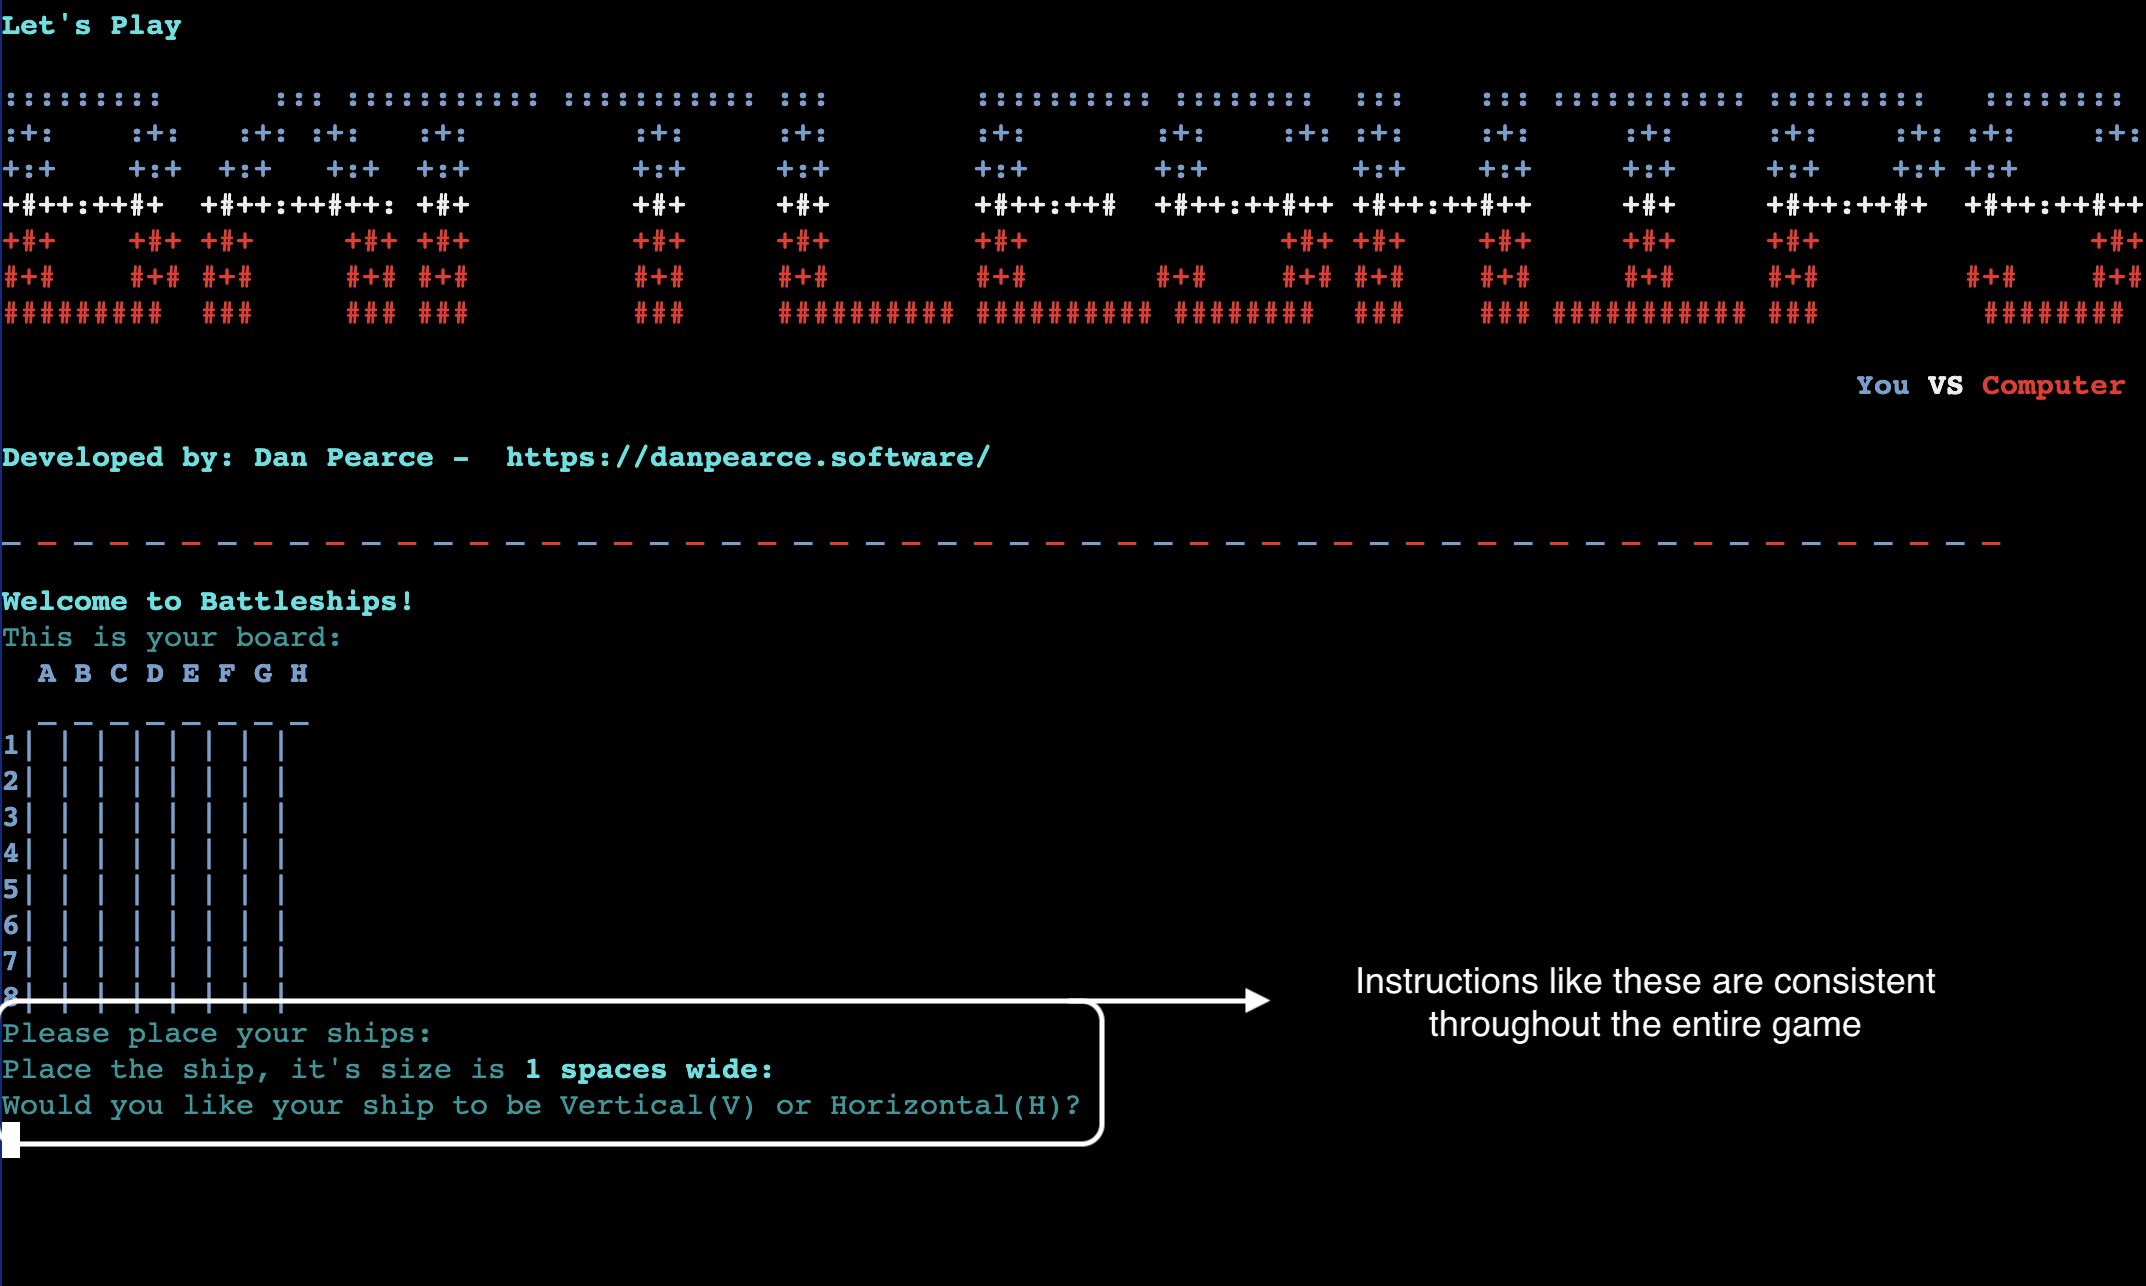 Let's Play
BATTLESHIPS
You VS Computer
Developed by: Dan Pearce -  https://danpearce.software/
Welcome to Battleships!
This is your board:
A B C D E F G H
1
2
3
4
5
6
7
8
Please place your ships:
Place the ship, it's size is 1 spaces wide:
Would you like your ship to be Vertical(V) or Horizontal(H)?
Instructions like these are consistent
throughout the entire game